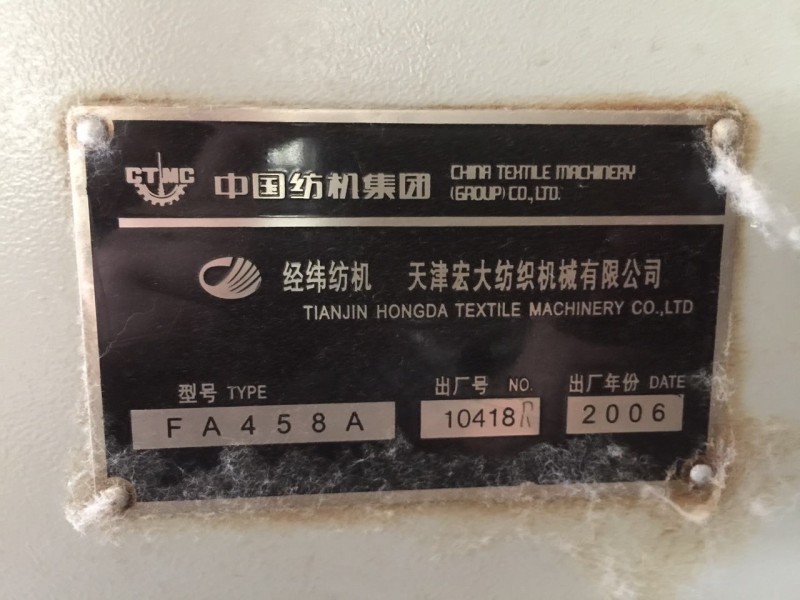 CTMC 中国纺机集团 CHINA TEXTILE MACHINERY
(GROUP) CO., LTD.
经纬纺机 天津宏大纺织机械有限公司
TIANJIN HONGDA TEXTILE MACHINERY CO.,LTD
型号 TYPE 出厂号 NO. 出厂年份 DATE
FA458A 10418R 2006